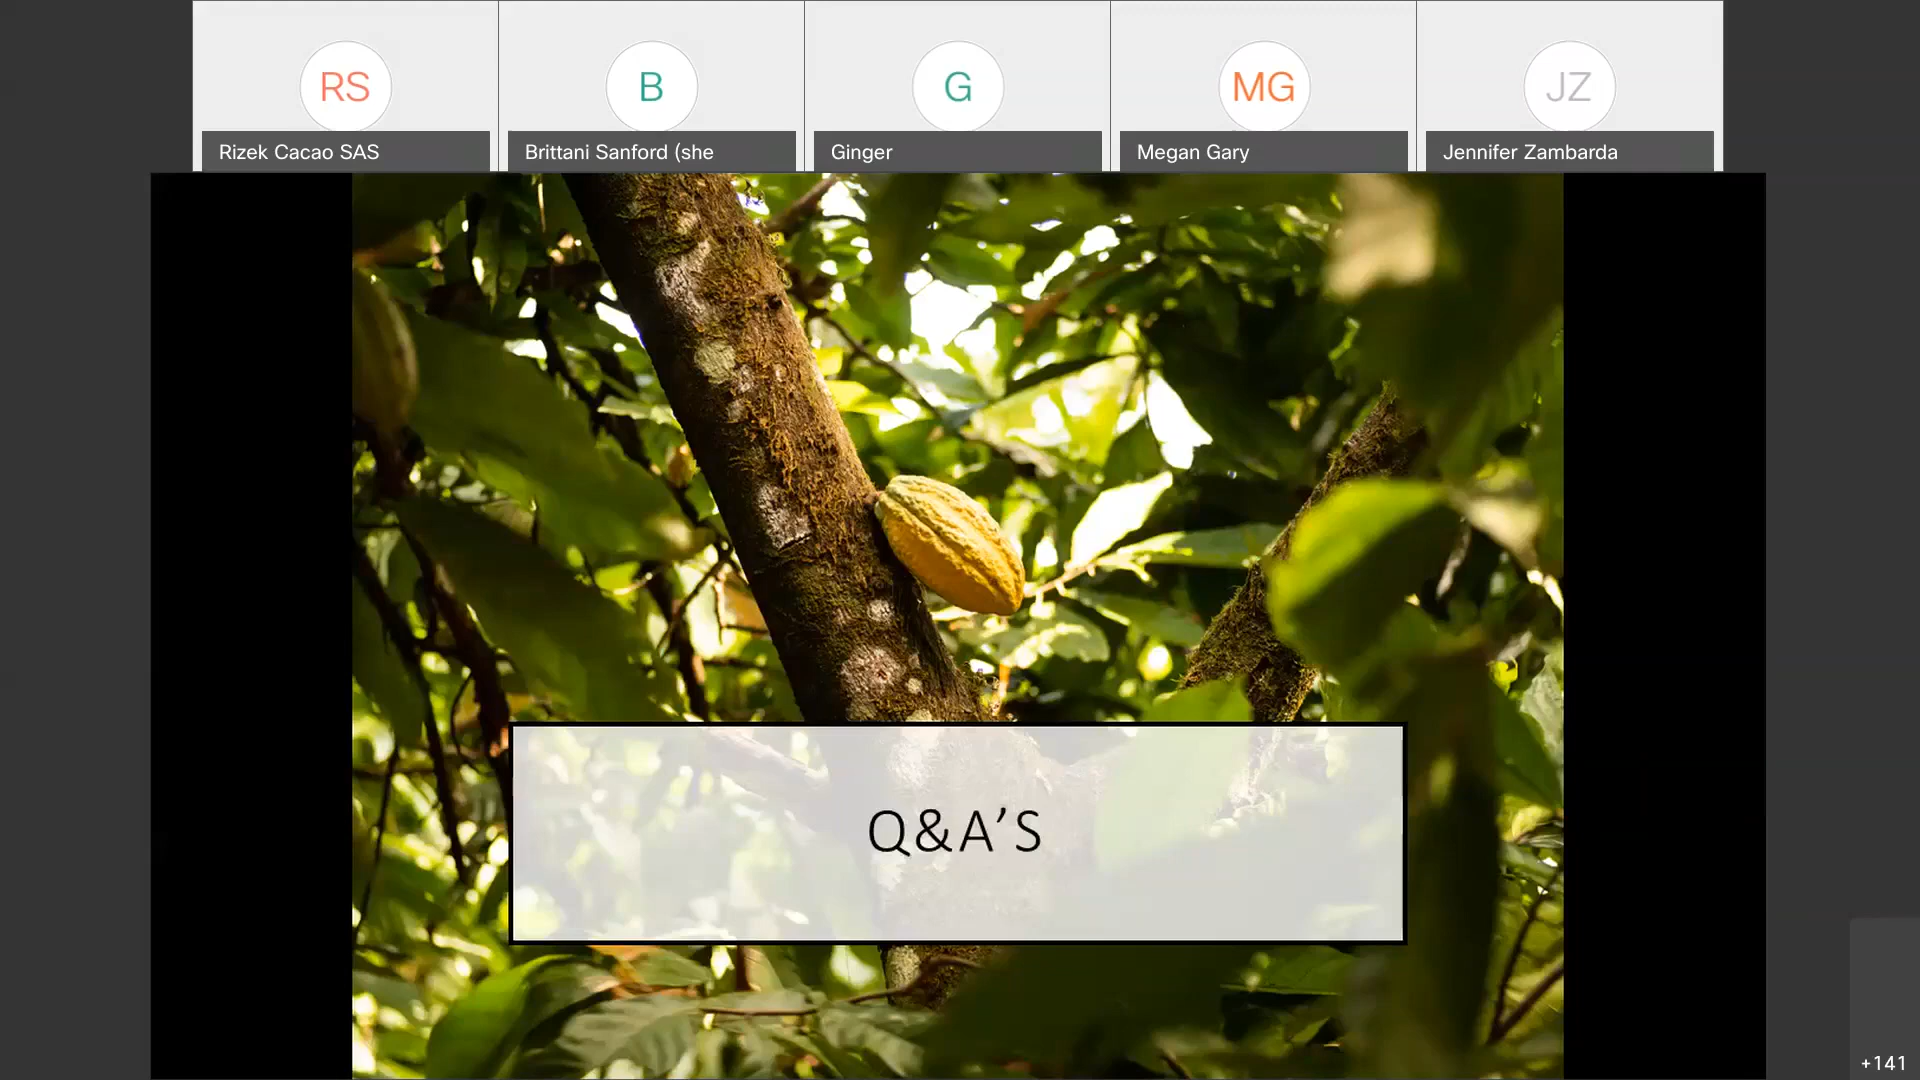 RS
B
G
MG
JZ
Rizek Cacao SAS
Brittani Sanford (she
Ginger
Megan Gary
Jennifer Zambarda
Q&A’S
+141